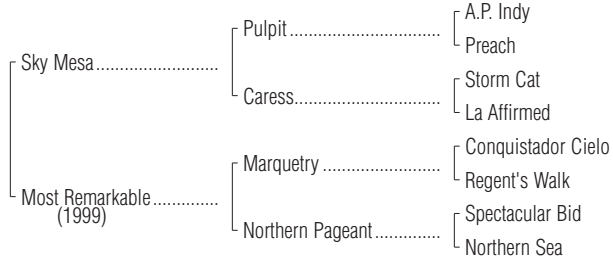 A.P. Indy
Pulpit
Preach
Sky Mesa
Storm Cat
Caress
La Affirmed
Conquistador Cielo
Marquetry
Regent's Walk
Most Remarkable
(1999)
Spectacular Bid
Northern Pageant
Northern Sea